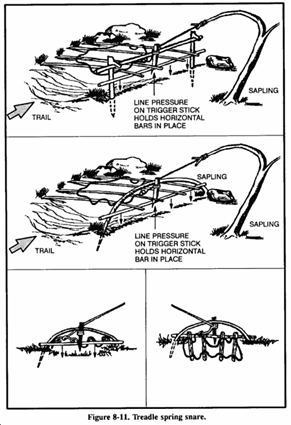 SAPLING
LINE PRESSURE
ON TRIGGER STICK
HOLDS HORIZONTAL
BARS IN PLACE
TRAIL
SAPLING
SAPLING
LINE PRESSURE
ON TRIGGER STICK
HOLDS HORIZONTAL
BAR IN PLACE
TRAIL
Figure 8-11. Treadle spring snare.